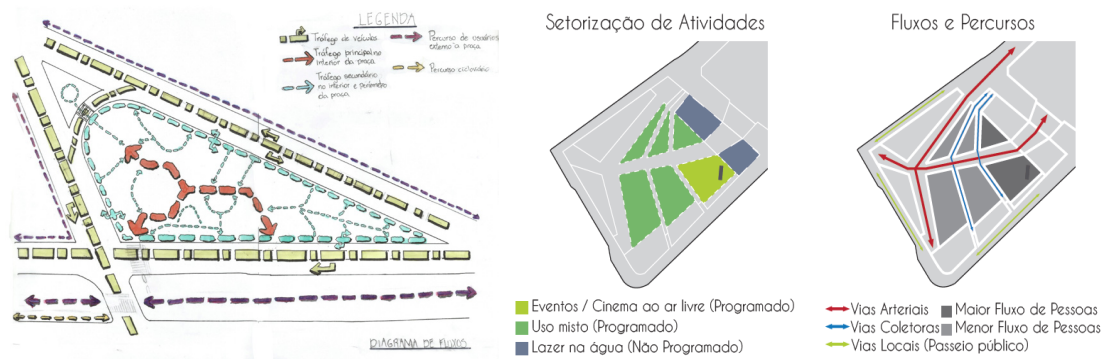 LEGENDA
Tráfego de veículos
Tráfego principal no
interior da praça
Tráfego secundário
no interior e perímetro
da praça
Percurso de usuários
externo a praça
Percurso cicloviário
DIAGRAMA DE FLUXOS
Setorização de Atividades
Eventos / Cinema ao ar livre (Programado)
Uso misto (Programado)
Lazer na água (Não Programado)
Fluxos e Percursos
Vias Arteriais
Vias Coletoras
Vias Locais (Passeio público)
Maior Fluxo de Pessoas
Menor Fluxo de Pessoas